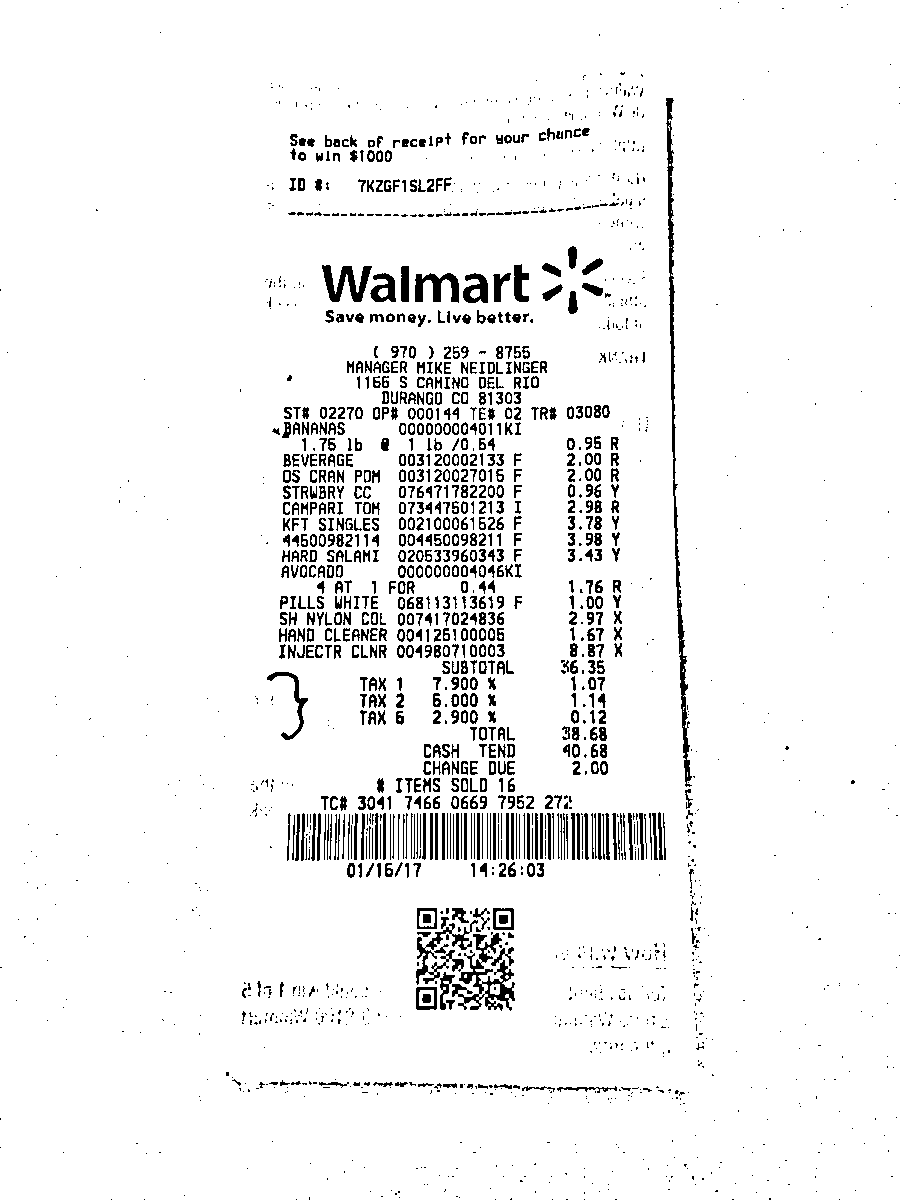 See back of receipt for your chance
to win $1000
ID #: 7KZGF1SL2FF
Walmart
Save money. Live better.
( 970 ) 259 - 8755
MANAGER MIKE NEIDLINGER
1166 S CAMINO DEL RIO
DURANGO CO 81303
ST# 02270 OP# 000144 TE# 02 TR# 03080
BANANAS 000000004011KI
1.75 lb @ 1 lb /0.54 0.95 R
BEVERAGE 003120002133 F 2.00 R
OS CRAN POM 003120027015 F 2.00 R
STRWBRY CC 076471782200 F 0.96 Y
CAMPARI TOM 073447501213 I 2.98 R
KFT SINGLES 002100061526 F 3.78 Y
44500982114 004450098211 F 3.98 Y
HARD SALAMI 020533960343 F 3.43 Y
AVOCADO 000000004046KI
4 AT 1 FOR 0.44 1.76 R
PILLS WHITE 068113113619 F 1.00 Y
SH NYLON COL 007417024836 2.97 X
HAND CLEANER 004125100005 1.67 X
INJECTR CLNR 004980710003 8.87 X
SUBTOTAL 36.35
TAX 1 7.900 % 1.07
TAX 2 5.000 % 1.14
TAX 6 2.900 % 0.12
TOTAL 38.68
CASH TEND 40.68
CHANGE DUE 2.00
# ITEMS SOLD 16
TC# 3041 7466 0669 7952 272
01/16/17 14:26:03